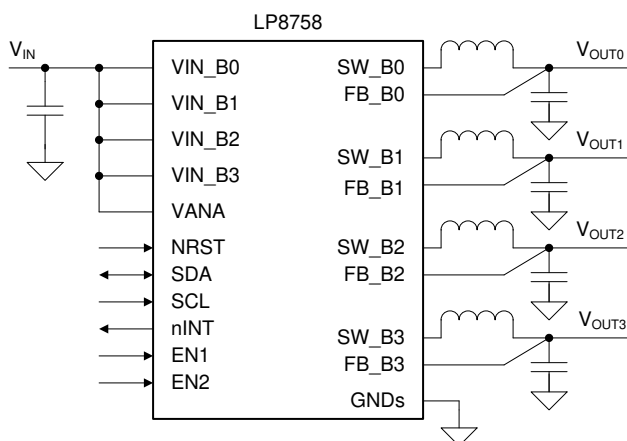 LP8758
VIN
VIN_B0
VIN_B1
VIN_B2
VIN_B3
VANA
NRST
SDA
SCL
nINT
EN1
EN2
SW_B0
FB_B0
SW_B1
FB_B1
SW_B2
FB_B2
SW_B3
FB_B3
GNDs
VOUT0
VOUT1
VOUT2
VOUT3